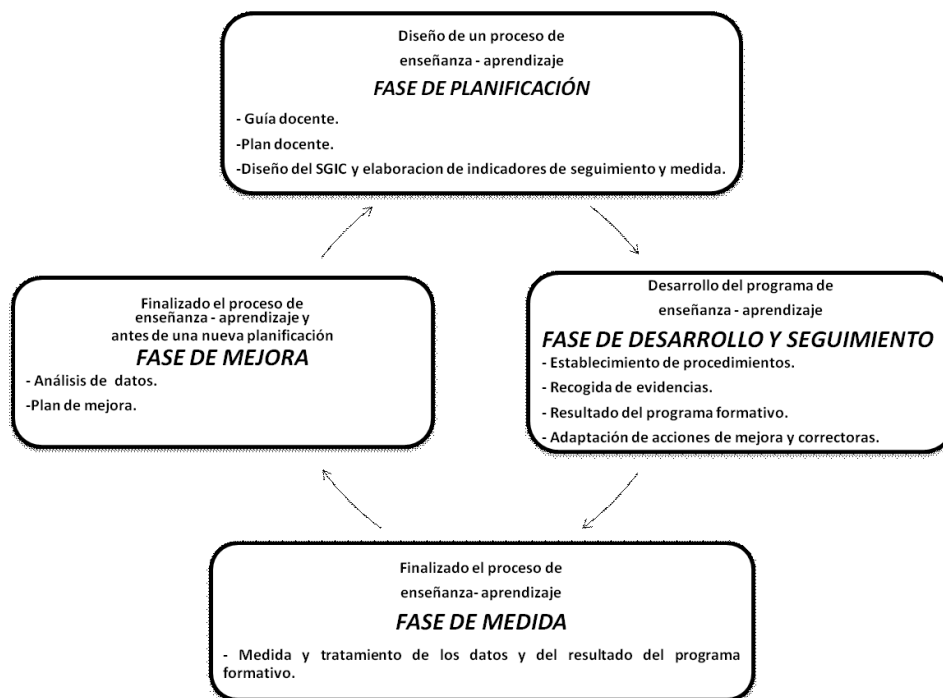 Diseño de un proceso de
enseñanza - aprendizaje
FASE DE PLANIFICACIÓN
- Guía docente.
-Plan docente.
-Diseño del SGIC y elaboracion de indicadores de seguimiento y medida.
Finalizado el proceso de
enseñanza - aprendizaje y
antes de una nueva planificación
FASE DE MEJORA
- Análisis de datos.
-Plan de mejora.
Desarrollo del programa de
enseñanza - aprendizaje
FASE DE DESARROLLO Y SEGUIMIENTO
- Establecimiento de procedimientos.
- Recogida de evidencias.
- Resultado del programa formativo.
- Adaptación de acciones de mejora y correctoras.
Finalizado el proceso de
enseñanza- aprendizaje
FASE DE MEDIDA
- Medida y tratamiento de los datos y del resultado del programa
formativo.